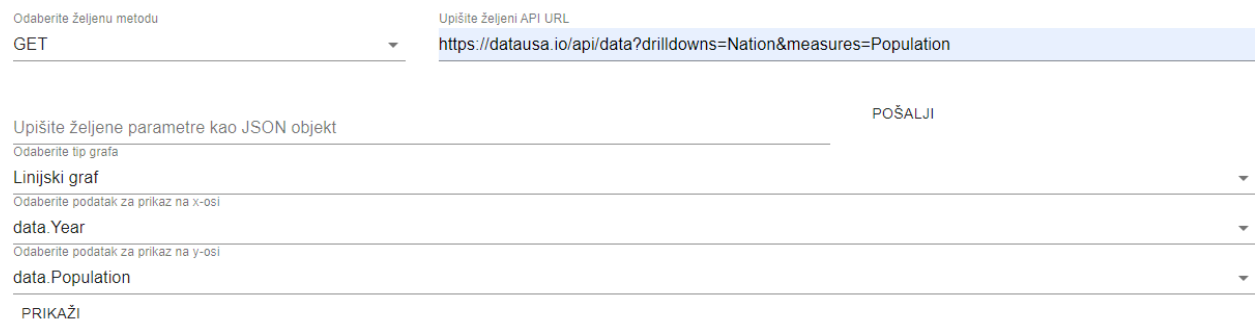 Odaberite željenu metodu
GET
Upišite željeni API URL
https://datausa.io/api/data?drilldowns=Nation&measures=Population
Upišite željene parametre kao JSON objekt
POŠALJI
Odaberite tip grafa
Linijski graf
Odaberite podatak za prikaz na x-osi
data.Year
Odaberite podatak za prikaz na y-osi
data.Population
PRIKAŽI